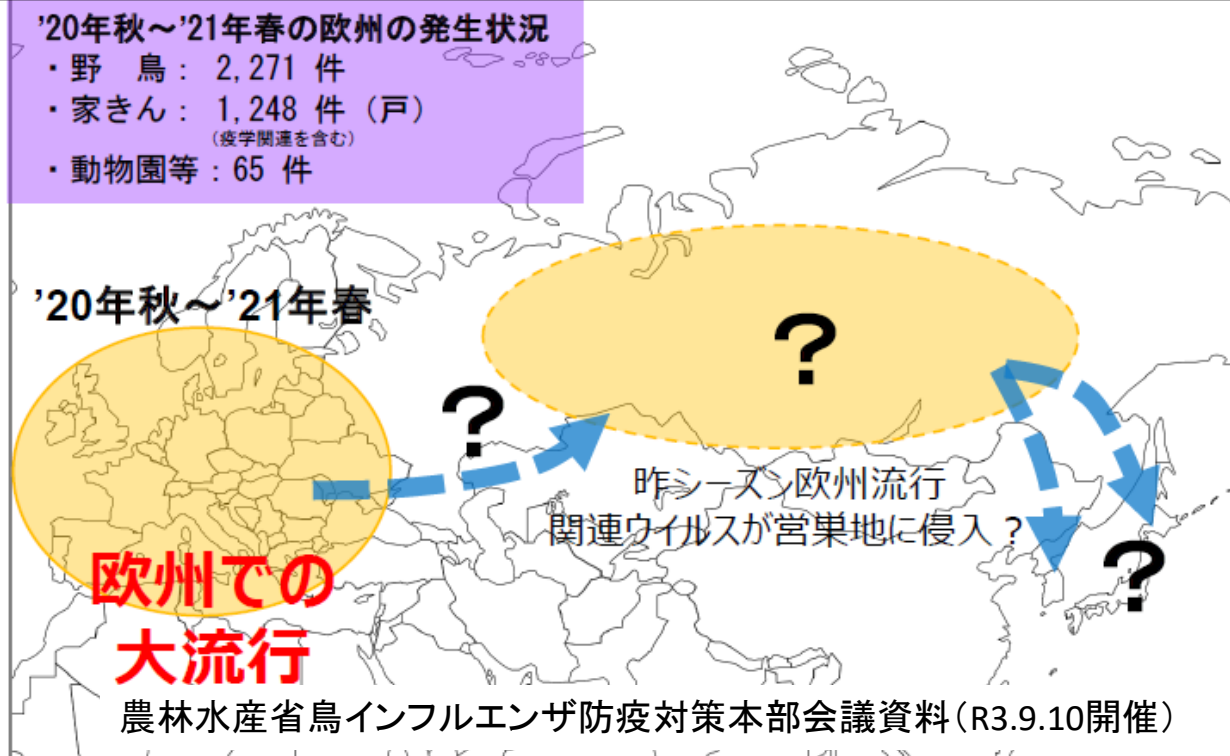 ’20年秋～’21年春の欧州の発生状況
・野　鳥： 2,271 件
・家きん： 1,248 件（戸）
（疫学関連を含む）
・動物園等：65 件
’20年秋～’21年春
？
？
昨シーズン欧州流行
関連ウイルスが営巣地に侵入？
？
欧州での
大流行
農林水産省鳥インフルエンザ防疫対策本部会議資料（R3.9.10開催）